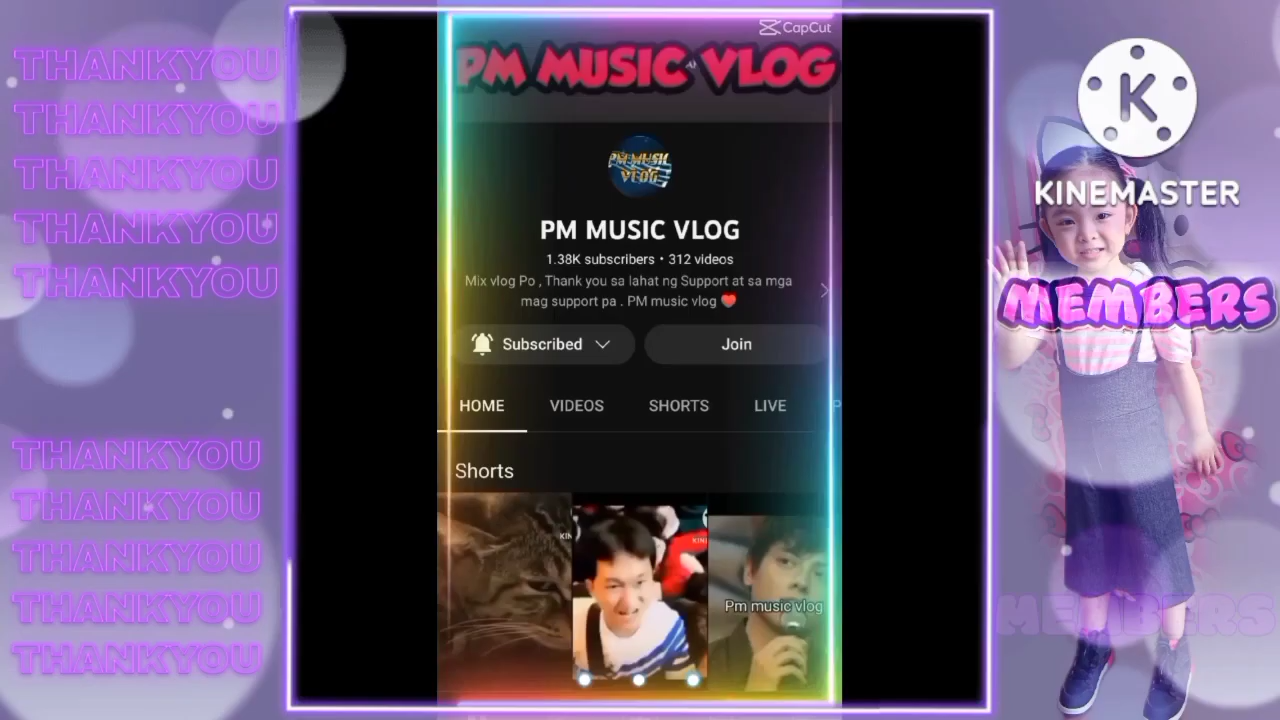 THANKYOU
THANKYOU
THANKYOU
THANKYOU
THANKYOU
THANKYOU
THANKYOU
THANKYOU
THANKYOU
THANKYOU
CapCut
PM MUSIC VLOG
PM MUSIC
VLOG
PM MUSIC VLOG
1.38K subscribers • 312 videos
Mix vlog Po , Thank you sa lahat ng Support at sa mga
mag support pa . PM music vlog ❤️
Subscribed
Join
HOME VIDEOS SHORTS LIVE
Shorts
Pm music vlog
K
KINEMASTER
MEMBERS
MEMBERS